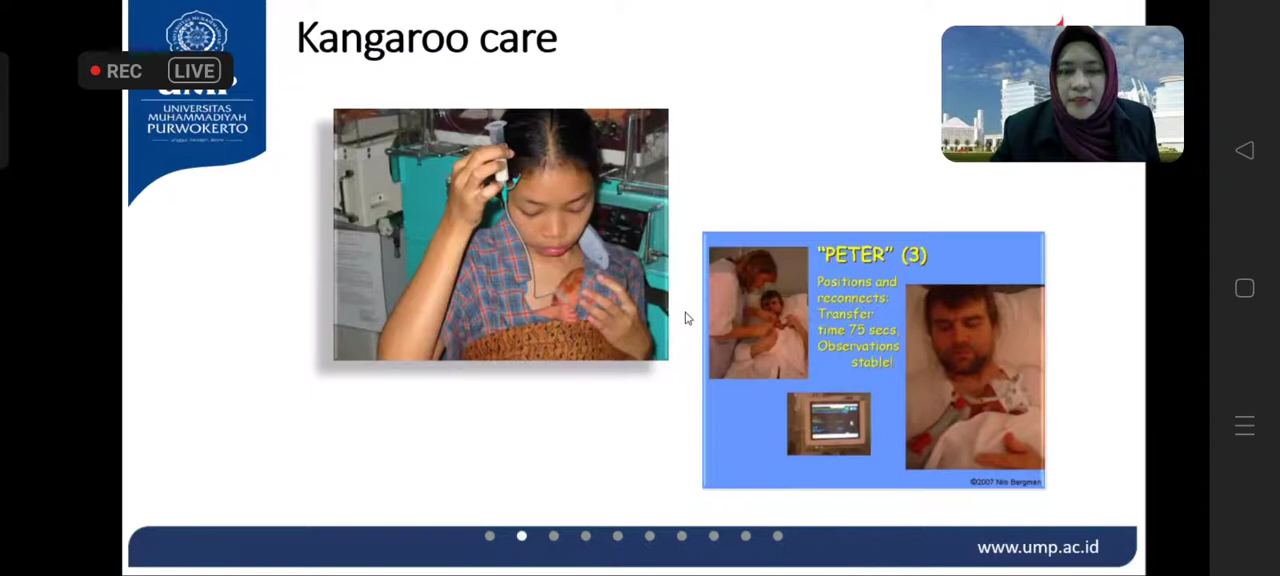 Kangaroo care
REC
LIVE
UNIVERSITAS
MUHAMMADIYAH
PURWOKERTO
"PETER" (3)
Positions and
reconnects:
Transfer
time 75 secs,
Observations
stable!
©2007 Nils Bergman
www.ump.ac.id